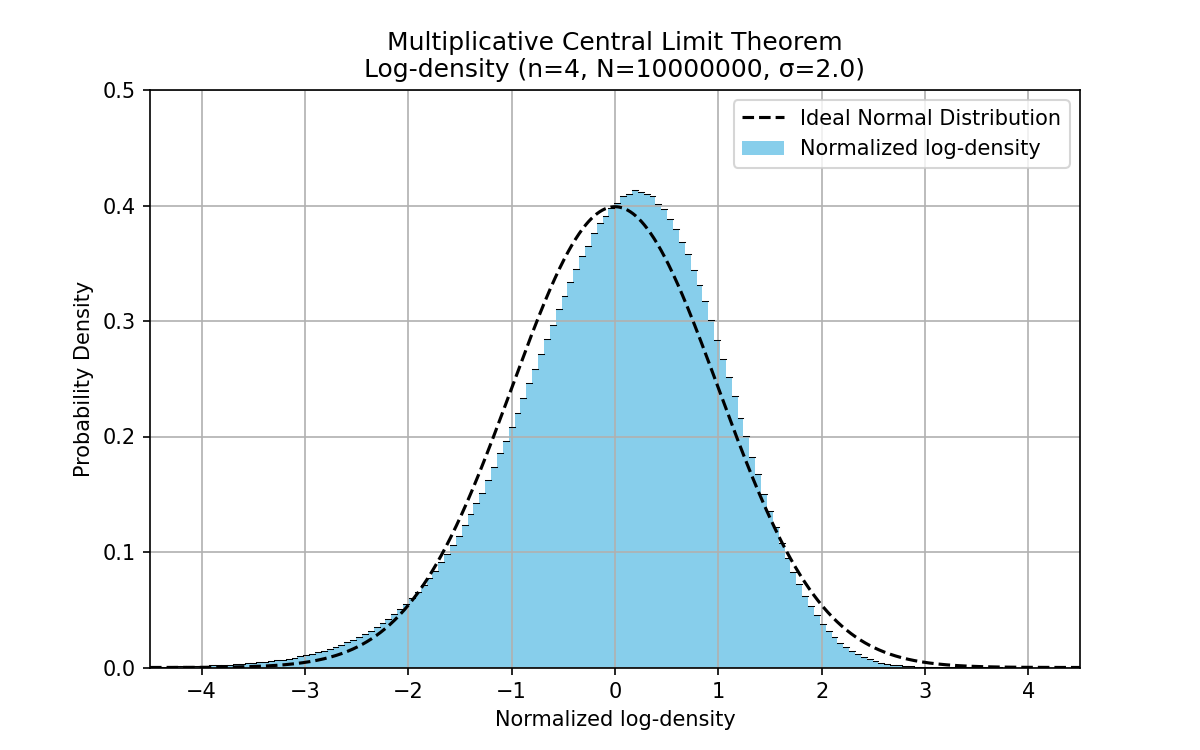 Multiplicative Central Limit Theorem
Log-density (n=4, N=10000000, σ=2.0)
Ideal Normal Distribution
Normalized log-density
Probability Density
0.5
0.4
0.3
0.2
0.1
0.0
−4 −3 −2 −1 0 1 2 3 4
Normalized log-density